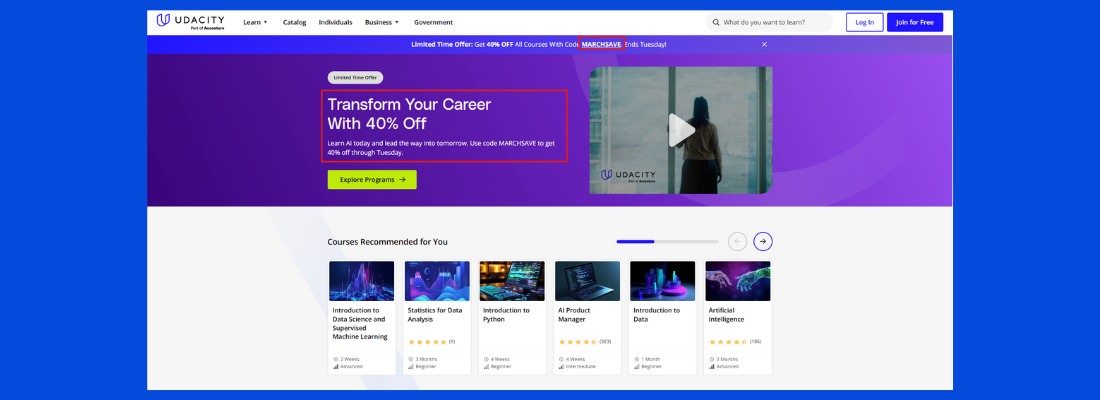 UDACITY
Part of Accenture
Learn
Catalog
Individuals
Business
Government
What do you want to learn?
Log In
Join for Free
Limited Time Offer: Get 40% OFF All Courses With Code MARCHSAVE. Ends Tuesday!
Limited Time Offer
Transform Your Career
With 40% Off
Learn AI today and lead the way into tomorrow. Use code MARCHSAVE to get
40% off through Tuesday.
Explore Programs
UDACITY
Part of Accenture
Courses Recommended for You
Introduction to
Data Science and
Supervised
Machine Learning
2 Weeks
Advanced
Statistics for Data
Analysis
(1)
3 Months
Beginner
Introduction to
Python
4 Weeks
Beginner
AI Product
Manager
(323)
4 Weeks
Intermediate
Introduction to
Data
1 Month
Beginner
Artificial
Intelligence
(186)
2 Months
Advanced